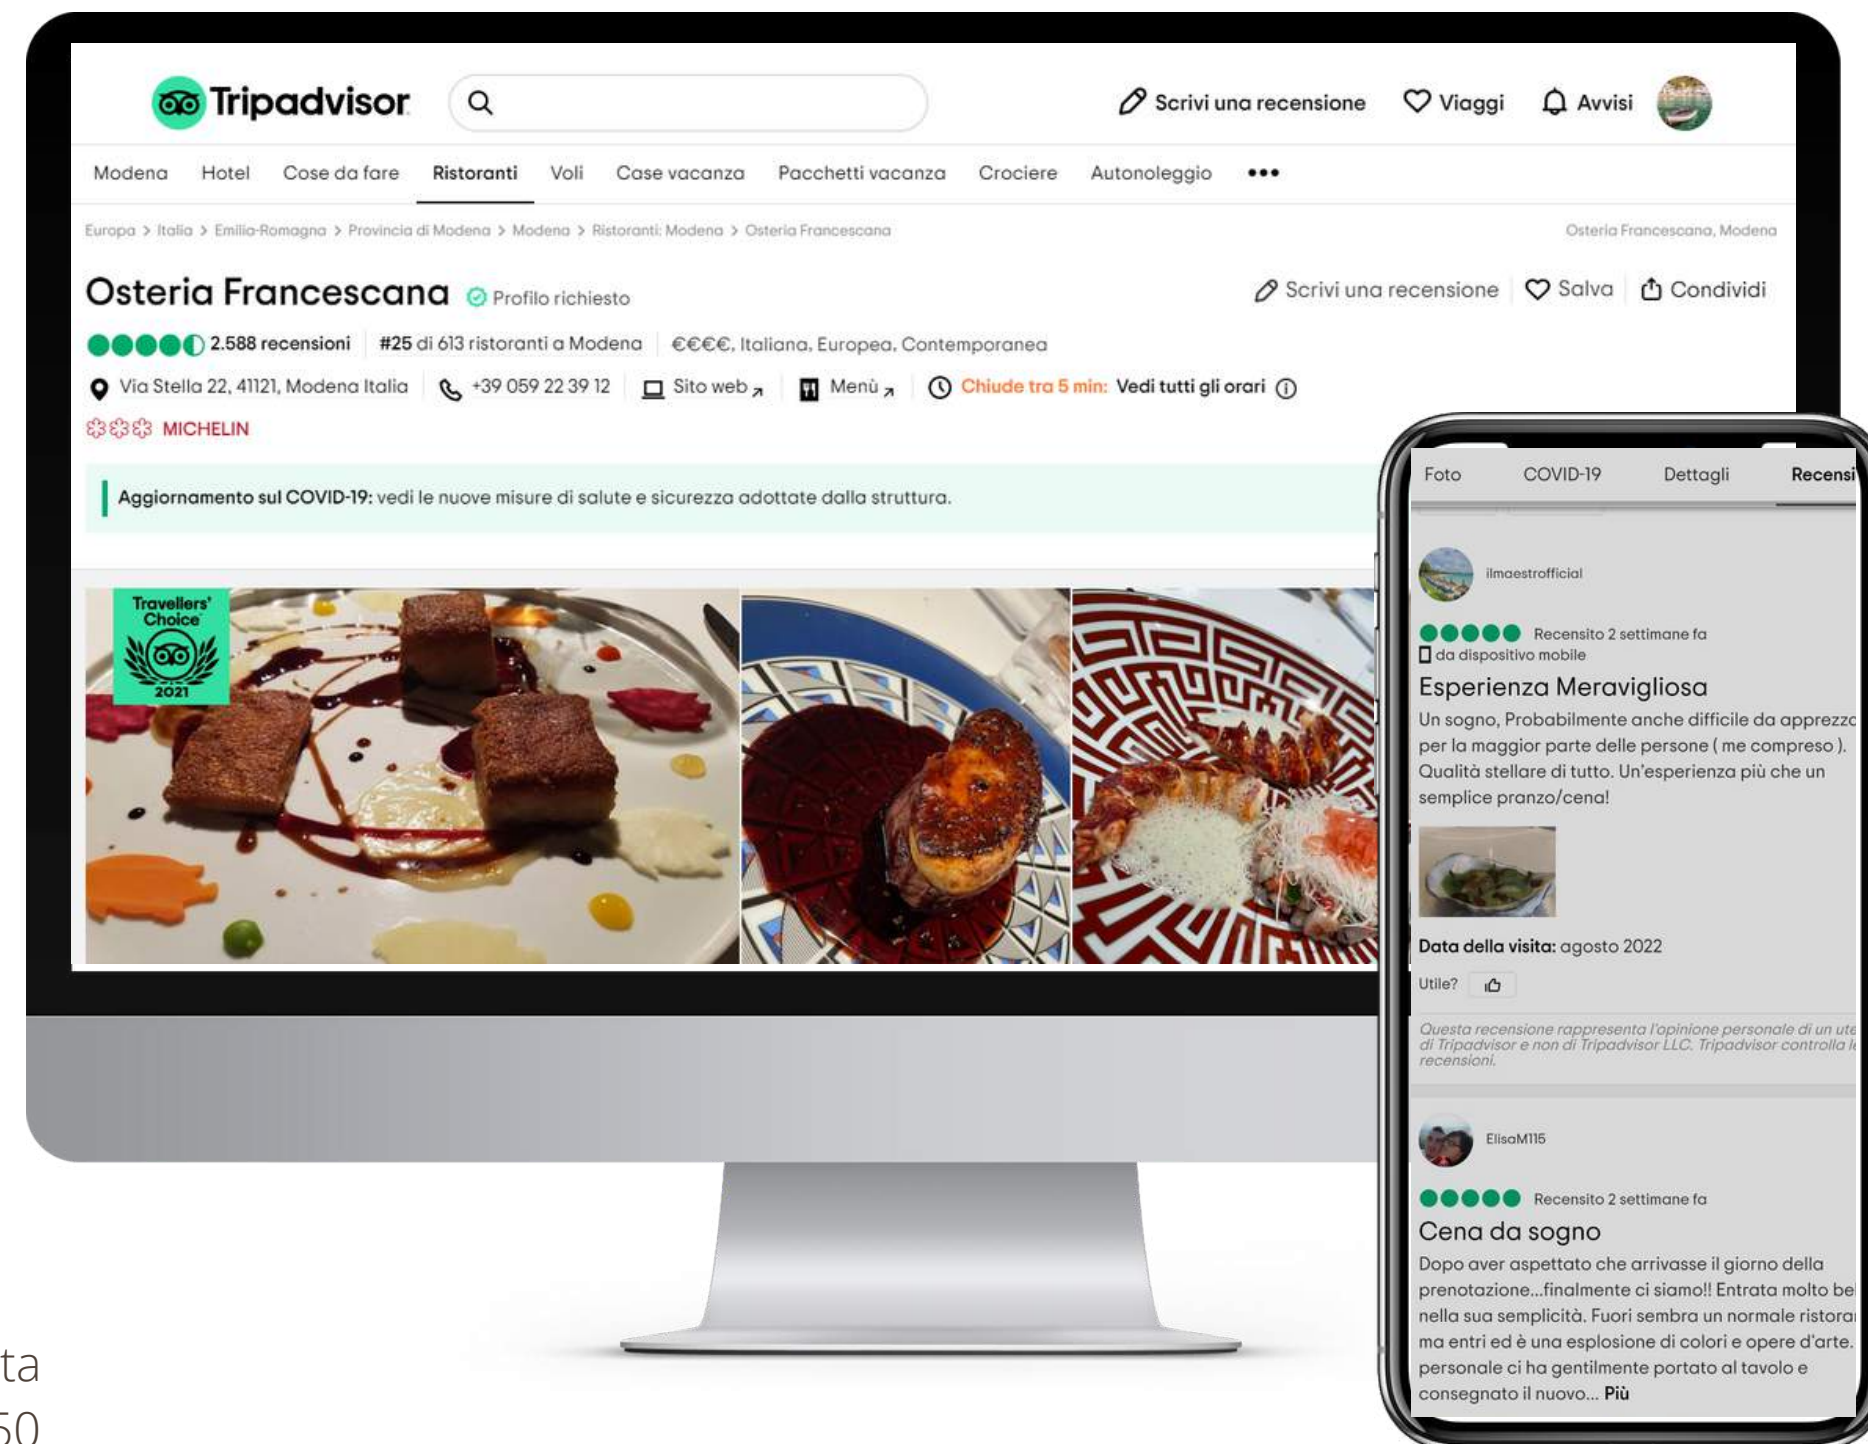 Tripadvisor
Scrivi una recensione Viaggi Avvisi
Modena Hotel Cose da fare Ristoranti Voli Case vacanza Pacchetti vacanza Crociere Autonoleggio •••
Europa > Italia > Emilia-Romagna > Provincia di Modena > Modena > Ristoranti: Modena > Osteria Francescana
Osteria Francescana, Modena
Osteria Francescana Profilo richiesto
Scrivi una recensione Salva Condividi
2.588 recensioni #25 di 613 ristoranti a Modena €€€€, Italiana, Europea, Contemporanea
Via Stella 22, 41121, Modena Italia +39 059 22 39 12 Sito web Menù Chiude tra 5 min: Vedi tutti gli orari
MICHELIN
Aggiornamento sul COVID-19: vedi le nuove misure di salute e sicurezza adottate dalla struttura.
Travellers'
Choice
2021
Foto COVID-19 Dettagli Recensi
ilmaestrofficial
Recensito 2 settimane fa
da dispositivo mobile
Esperienza Meravigliosa
Un sogno, Probabilmente anche difficile da apprezza
per la maggior parte delle persone ( me compreso ).
Qualità stellare di tutto. Un'esperienza più che un
semplice pranzo/cena!
Data della visita: agosto 2022
Utile?
Questa recensione rappresenta l'opinione personale di un ute
di Tripadvisor e non di Tripadvisor LLC. Tripadvisor controlla le
recensioni.
ElisaM115
Recensito 2 settimane fa
Cena da sogno
Dopo aver aspettato che arrivasse il giorno della
prenotazione...finalmente ci siamo!! Entrata molto bel
nella sua semplicità. Fuori sembra un normale ristoran
ma entri ed è una esplosione di colori e opere d'arte.
personale ci ha gentilmente portato al tavolo e
consegnato il nuovo... Più
ta
50